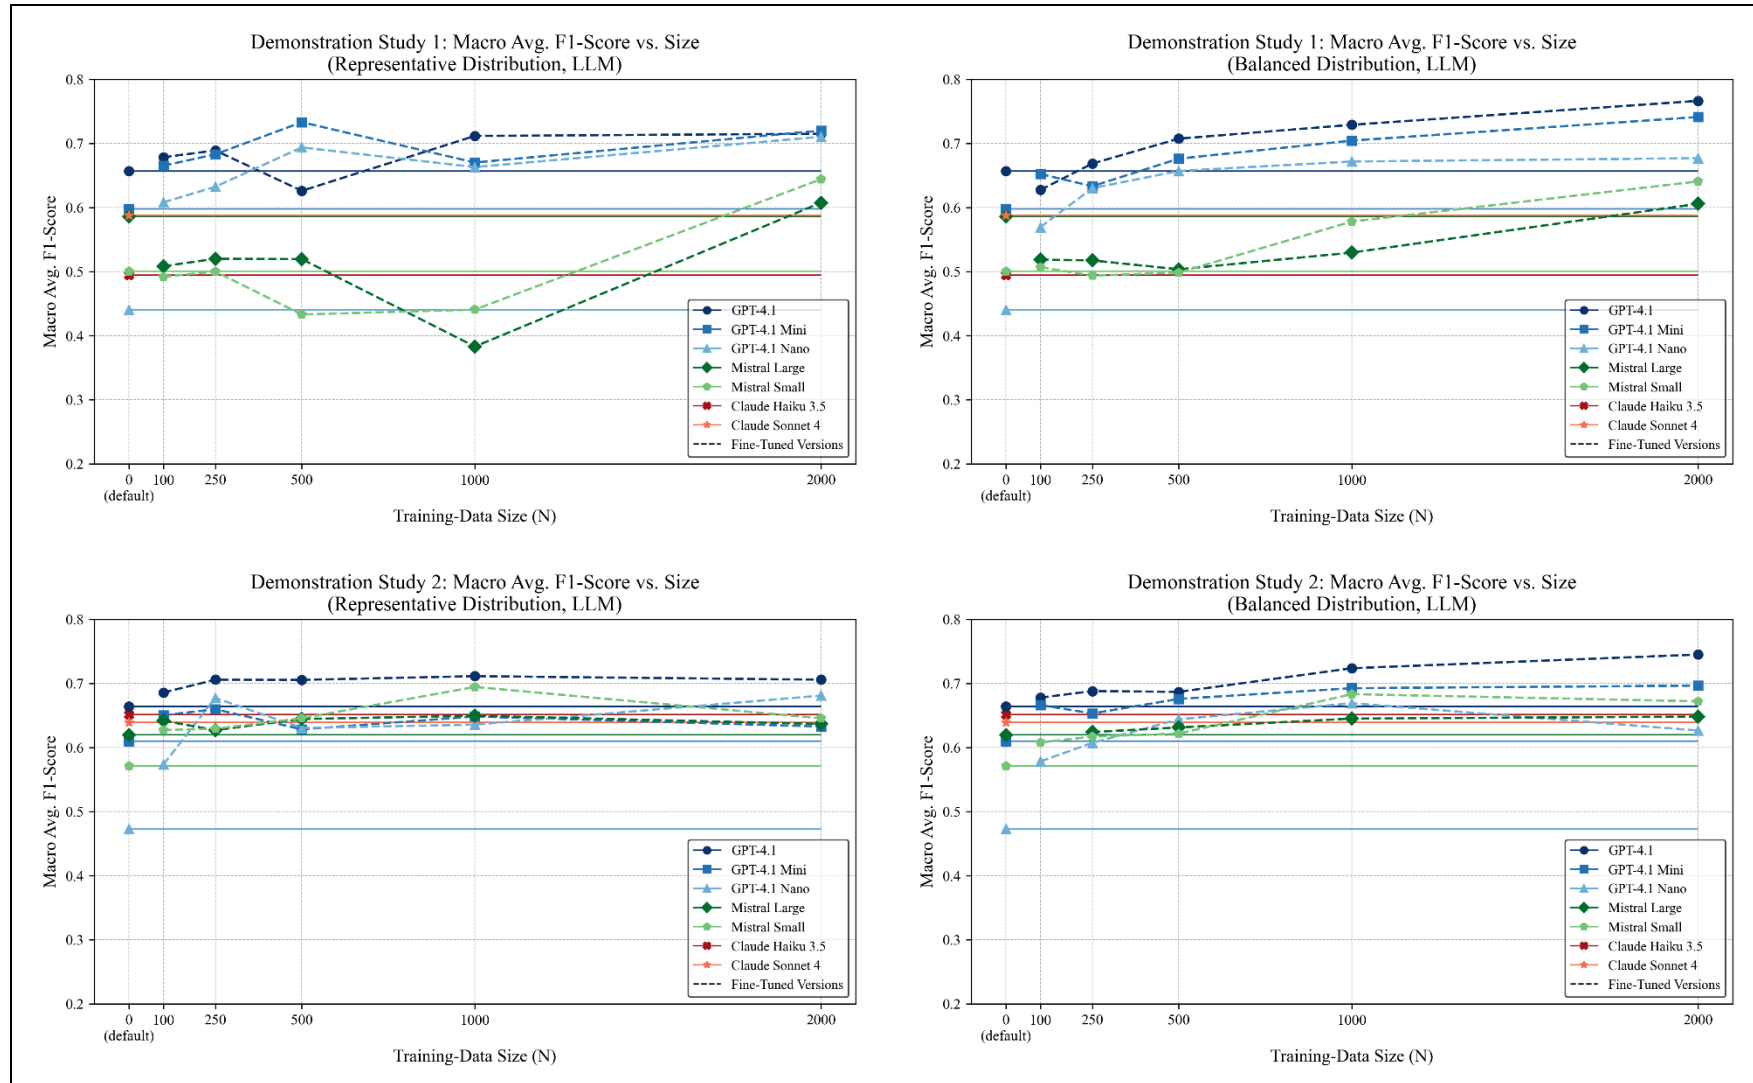 Demonstration Study 1: Macro Avg. F1-Score vs. Size
(Representative Distribution, LLM)
0.8
0.7
0.6
0.5
0.4
0.3
0.2
Macro Avg. F1-Score
GPT-4.1
GPT-4.1 Mini
GPT-4.1 Nano
Mistral Large
Mistral Small
Claude Haiku 3.5
Claude Sonnet 4
Fine-Tuned Versions
0
(default)
100
250
500
1000
2000
Training-Data Size (N)
Demonstration Study 1: Macro Avg. F1-Score vs. Size
(Balanced Distribution, LLM)
0.8
0.7
0.6
0.5
0.4
0.3
0.2
Macro Avg. F1-Score
GPT-4.1
GPT-4.1 Mini
GPT-4.1 Nano
Mistral Large
Mistral Small
Claude Haiku 3.5
Claude Sonnet 4
Fine-Tuned Versions
0
(default)
100
250
500
1000
2000
Training-Data Size (N)
Demonstration Study 2: Macro Avg. F1-Score vs. Size
(Representative Distribution, LLM)
0.8
0.7
0.6
0.5
0.4
0.3
0.2
Macro Avg. F1-Score
GPT-4.1
GPT-4.1 Mini
GPT-4.1 Nano
Mistral Large
Mistral Small
Claude Haiku 3.5
Claude Sonnet 4
Fine-Tuned Versions
0
(default)
100
250
500
1000
2000
Training-Data Size (N)
Demonstration Study 2: Macro Avg. F1-Score vs. Size
(Balanced Distribution, LLM)
0.8
0.7
0.6
0.5
0.4
0.3
0.2
Macro Avg. F1-Score
GPT-4.1
GPT-4.1 Mini
GPT-4.1 Nano
Mistral Large
Mistral Small
Claude Haiku 3.5
Claude Sonnet 4
Fine-Tuned Versions
0
(default)
100
250
500
1000
2000
Training-Data Size (N)